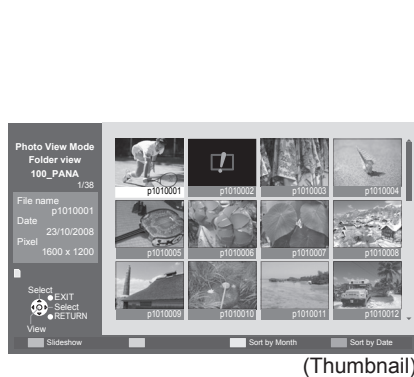 Photo View Mode
Folder view
100_PANA
1/38
File name
p1010001
Date
23/10/2008
Pixel
1600 x 1200
Select
EXIT
Select
RETURN
View
p1010001 p1010002 p1010003 p1010004
p1010005 p1010006 p1010007 p1010008
p1010009 p1010010 p1010011 p1010012
Slideshow Sort by Month Sort by Date
(Thumbnail)